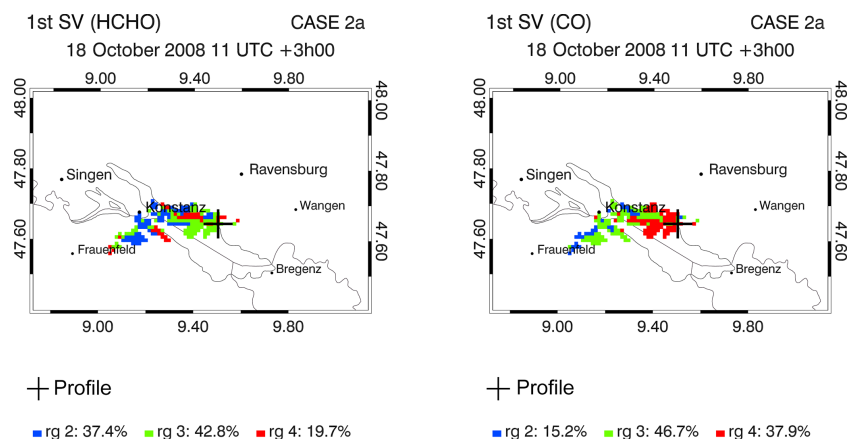 1st SV (HCHO) CASE 2a
18 October 2008 11 UTC +3h00
9.00 9.40 9.80
48.00 48.00
47.80 47.80
47.60 47.60
Singen
Ravensburg
Konstanz
Wangen
Frauenfeld
Bregenz
9.00 9.40 9.80
Profile
rg 2: 37.4% rg 3: 42.8% rg 4: 19.7%
1st SV (CO) CASE 2a
18 October 2008 11 UTC +3h00
9.00 9.40 9.80
48.00 48.00
47.80 47.80
47.60 47.60
Singen
Ravensburg
Konstanz
Wangen
Frauenfeld
Bregenz
9.00 9.40 9.80
Profile
rg 2: 15.2% rg 3: 46.7% rg 4: 37.9%